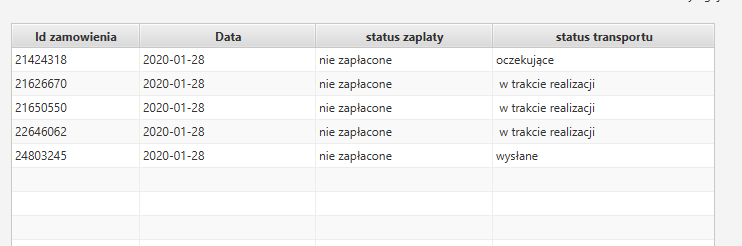 Id zamowienia Data status zaplaty status transportu
21424318 2020-01-28 nie zapłacone oczekujące
21626670 2020-01-28 nie zapłacone w trakcie realizacji
21650550 2020-01-28 nie zapłacone w trakcie realizacji
22646062 2020-01-28 nie zapłacone w trakcie realizacji
24803245 2020-01-28 nie zapłacone wysłane